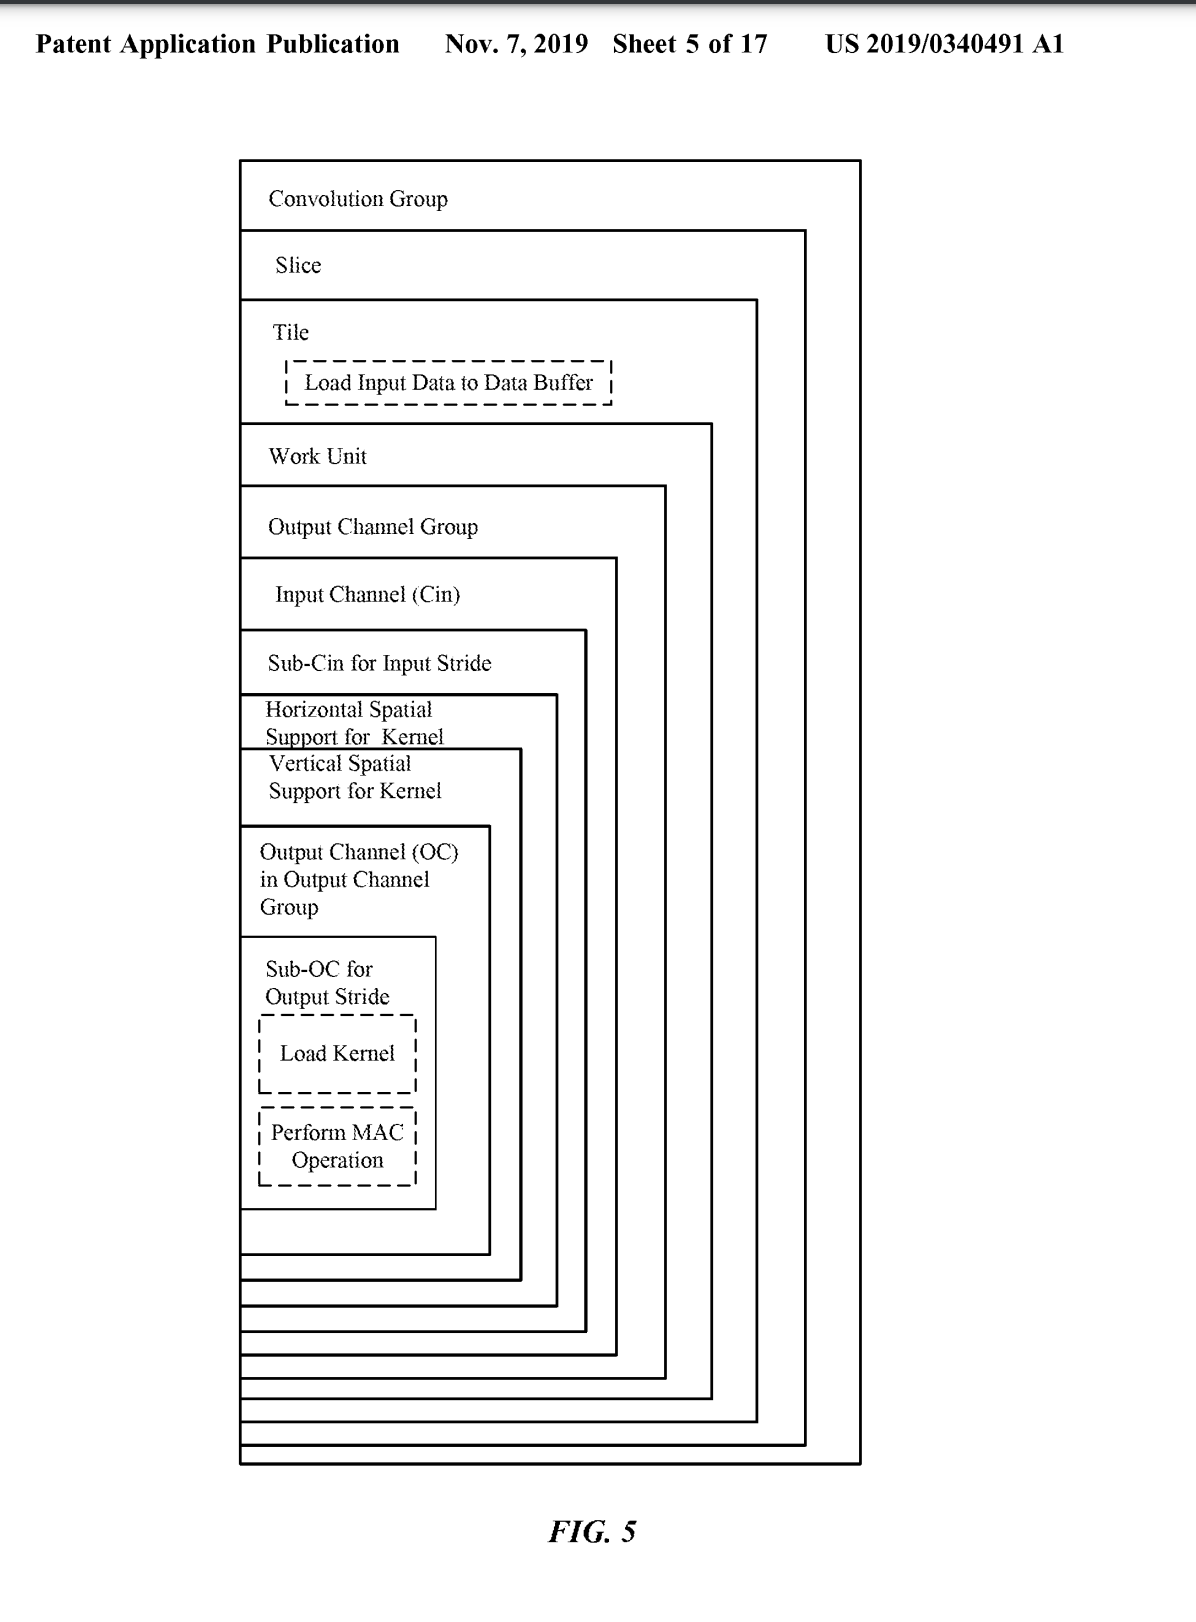 Patent Application Publication Nov. 7, 2019 Sheet 5 of 17 US 2019/0340491 A1
Convolution Group
Slice
Tile
Load Input Data to Data Buffer
Work Unit
Output Channel Group
Input Channel (Cin)
Sub-Cin for Input Stride
Horizontal Spatial
Support for Kernel
Vertical Spatial
Support for Kernel
Output Channel (OC)
in Output Channel
Group
Sub-OC for
Output Stride
Load Kernel
Perform MAC
Operation
FIG. 5